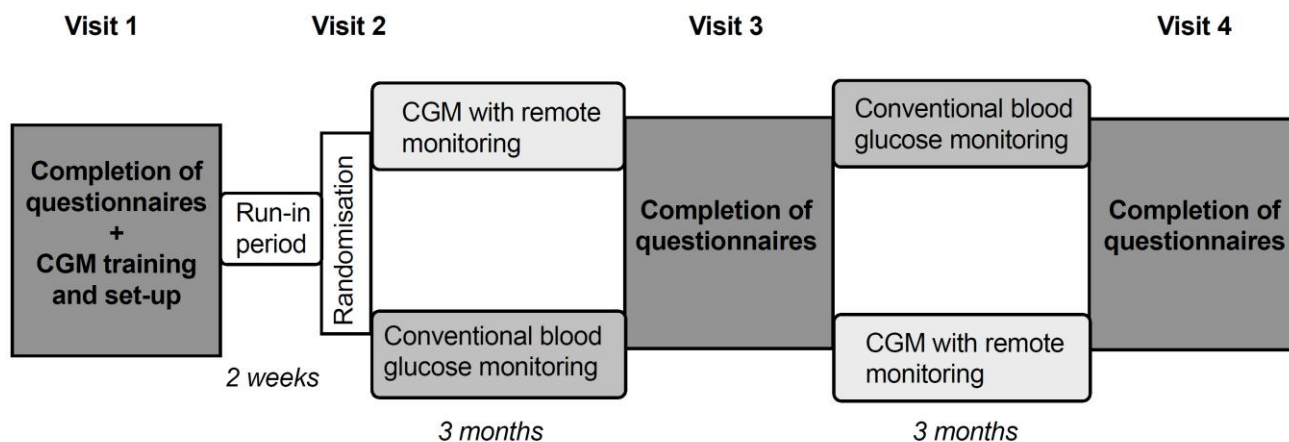 Visit 1
Visit 2
Visit 3
Visit 4
Completion of
questionnaires
+
CGM training
and set-up
Run-in
period
2 weeks
Randomisation
CGM with remote
monitoring
Conventional blood
glucose monitoring
3 months
Completion of
questionnaires
Conventional blood
glucose monitoring
CGM with remote
monitoring
3 months
Completion of
questionnaires